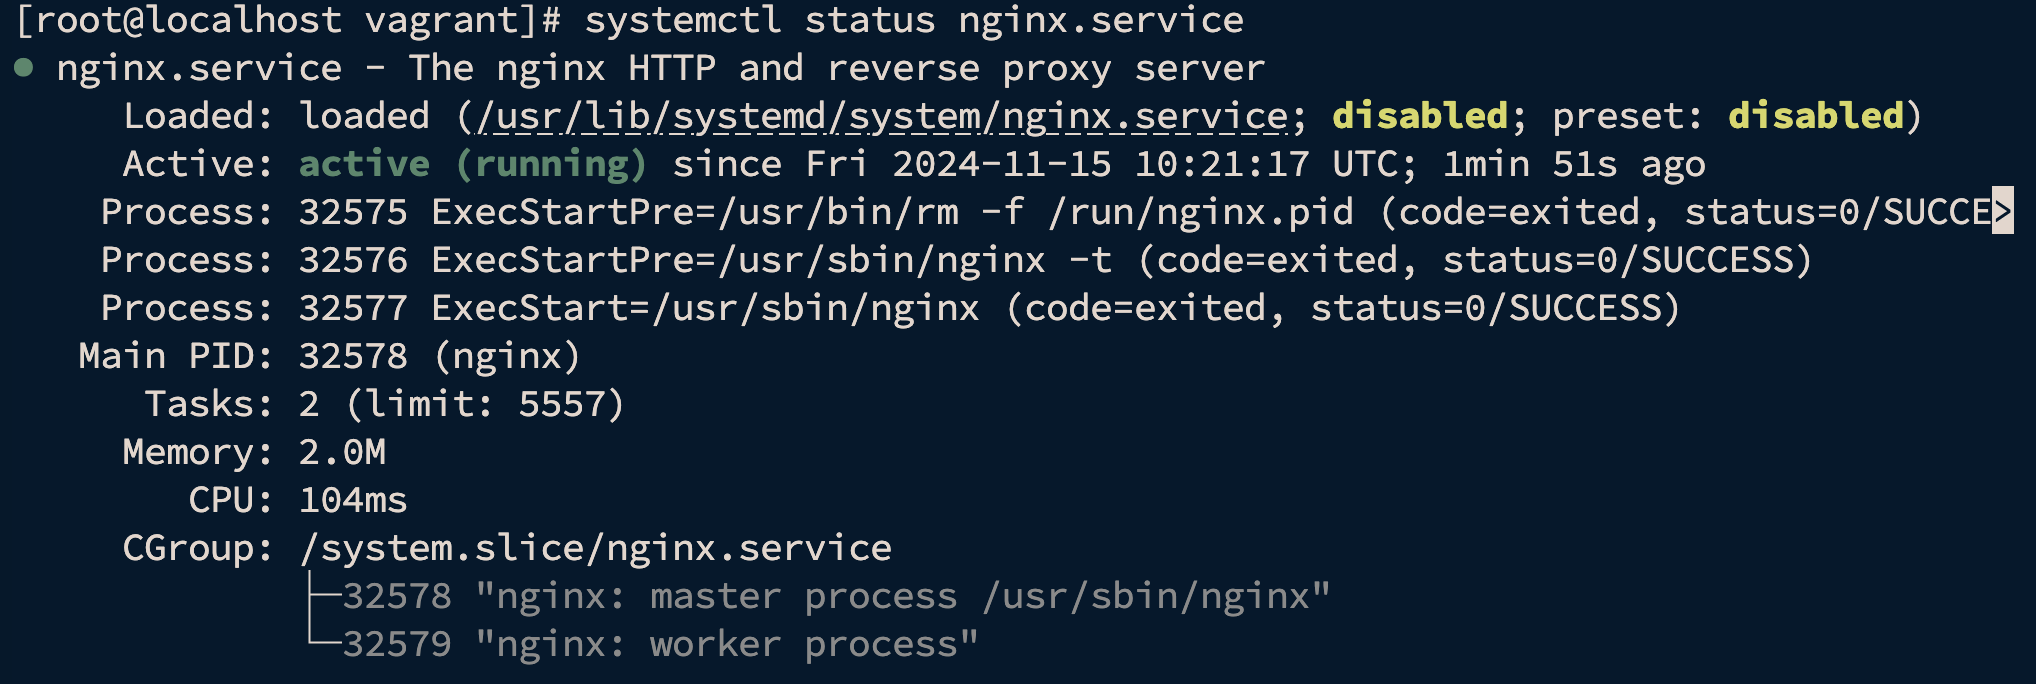 [root@localhost vagrant]# systemctl status nginx.service
● nginx.service - The nginx HTTP and reverse proxy server
     Loaded: loaded (/usr/lib/systemd/system/nginx.service; disabled; preset: disabled)
     Active: active (running) since Fri 2024-11-15 10:21:17 UTC; 1min 51s ago
    Process: 32575 ExecStartPre=/usr/bin/rm -f /run/nginx.pid (code=exited, status=0/SUCCE>
    Process: 32576 ExecStartPre=/usr/sbin/nginx -t (code=exited, status=0/SUCCESS)
    Process: 32577 ExecStart=/usr/sbin/nginx (code=exited, status=0/SUCCESS)
   Main PID: 32578 (nginx)
      Tasks: 2 (limit: 5557)
     Memory: 2.0M
        CPU: 104ms
     CGroup: /system.slice/nginx.service
             ├─32578 "nginx: master process /usr/sbin/nginx"
             └─32579 "nginx: worker process"